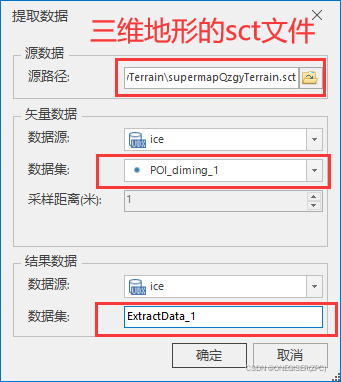 提取数据
三维地形的sct文件
源数据
源路径: 'Terrain\supermapQzgyTerrain.sct
矢量数据
数据源: ice
数据集: POI_diming_1
采样距离(米): 1
结果数据
数据源: ice
数据集: ExtractData_1
确定 取消